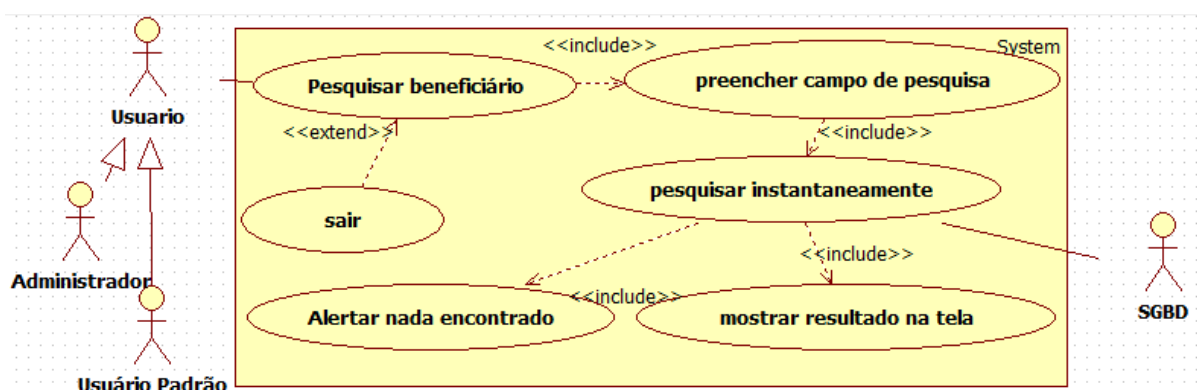 <<include>>
System
Pesquisar beneficiário
preencher campo de pesquisa
Usuario
<<extend>>
<<include>>
pesquisar instantaneamente
sair
<<include>>
Administrador
<<include>>
Alertar nada encontrado
mostrar resultado na tela
SGBD
Usuário Padrão